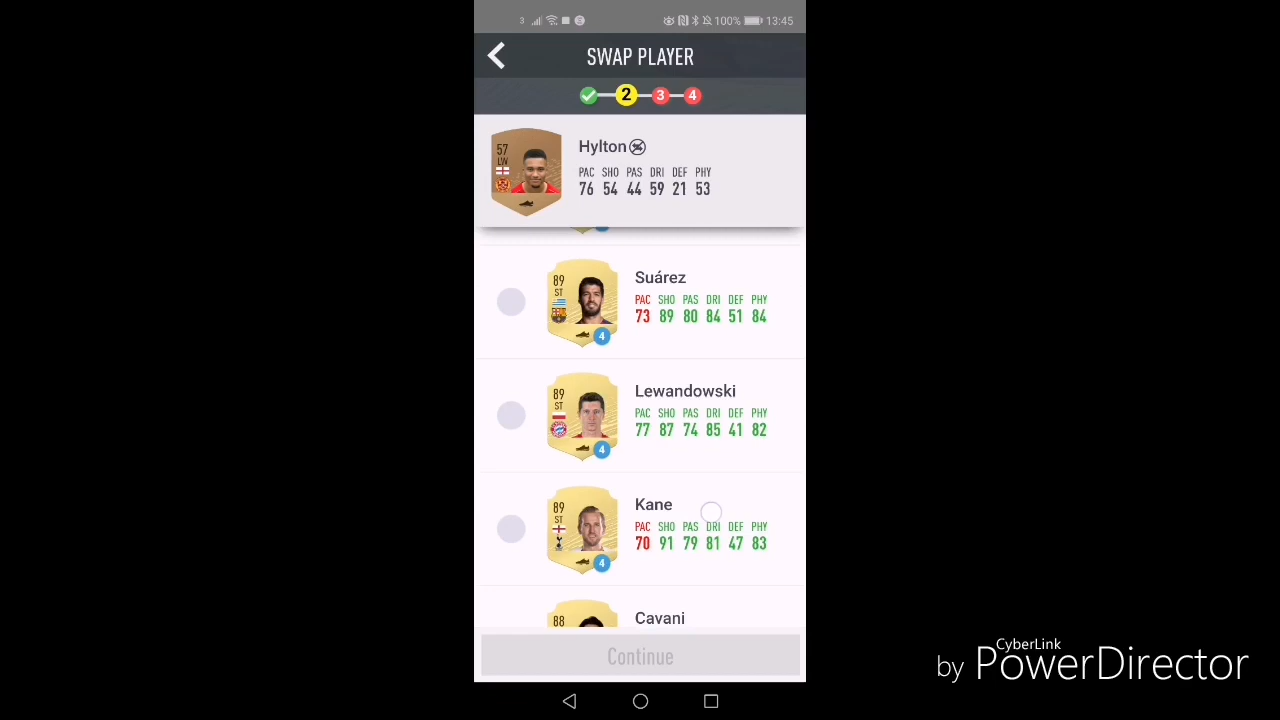 3 100% 13:45
SWAP PLAYER
2 3 4
57
LW
Hylton
PAC SHO PAS DRI DEF PHY
76 54 44 59 21 53
89
ST
4
Suárez
PAC SHO PAS DRI DEF PHY
73 89 80 84 51 84
89
ST
4
Lewandowski
PAC SHO PAS DRI DEF PHY
77 87 74 85 41 82
89
ST
4
Kane
PAC SHO PAS DRI DEF PHY
70 91 79 81 47 83
88
Cavani
Continue
CyberLink
by PowerDirector